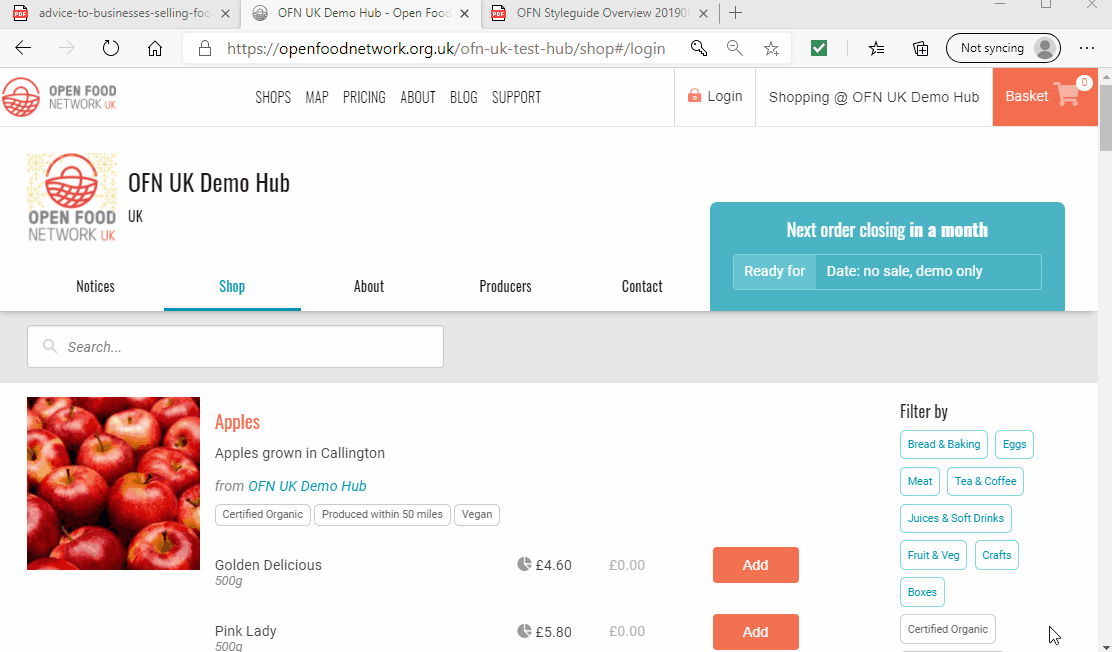 advice-to-businesses-selling-foo
OFN UK Demo Hub - Open Food
OFN Styleguide Overview 20190
https://openfoodnetwork.org.uk/ofn-uk-test-hub/shop#/login
Not syncing
OPEN FOOD
NETWORK UK
SHOPS MAP PRICING ABOUT BLOG SUPPORT
Login
Shopping @ OFN UK Demo Hub
Basket
0
OPEN FOOD
NETWORK UK
OFN UK Demo Hub
UK
Next order closing in a month
Ready for
Date: no sale, demo only
Notices Shop About Producers Contact
Search...
Apples
Apples grown in Callington
from OFN UK Demo Hub
Certified Organic Produced within 50 miles Vegan
Golden Delicious £4.60 £0.00 Add
500g
Pink Lady £5.80 £0.00 Add
500g
Filter by
Bread & Baking Eggs
Meat Tea & Coffee
Juices & Soft Drinks
Fruit & Veg Crafts
Boxes
Certified Organic